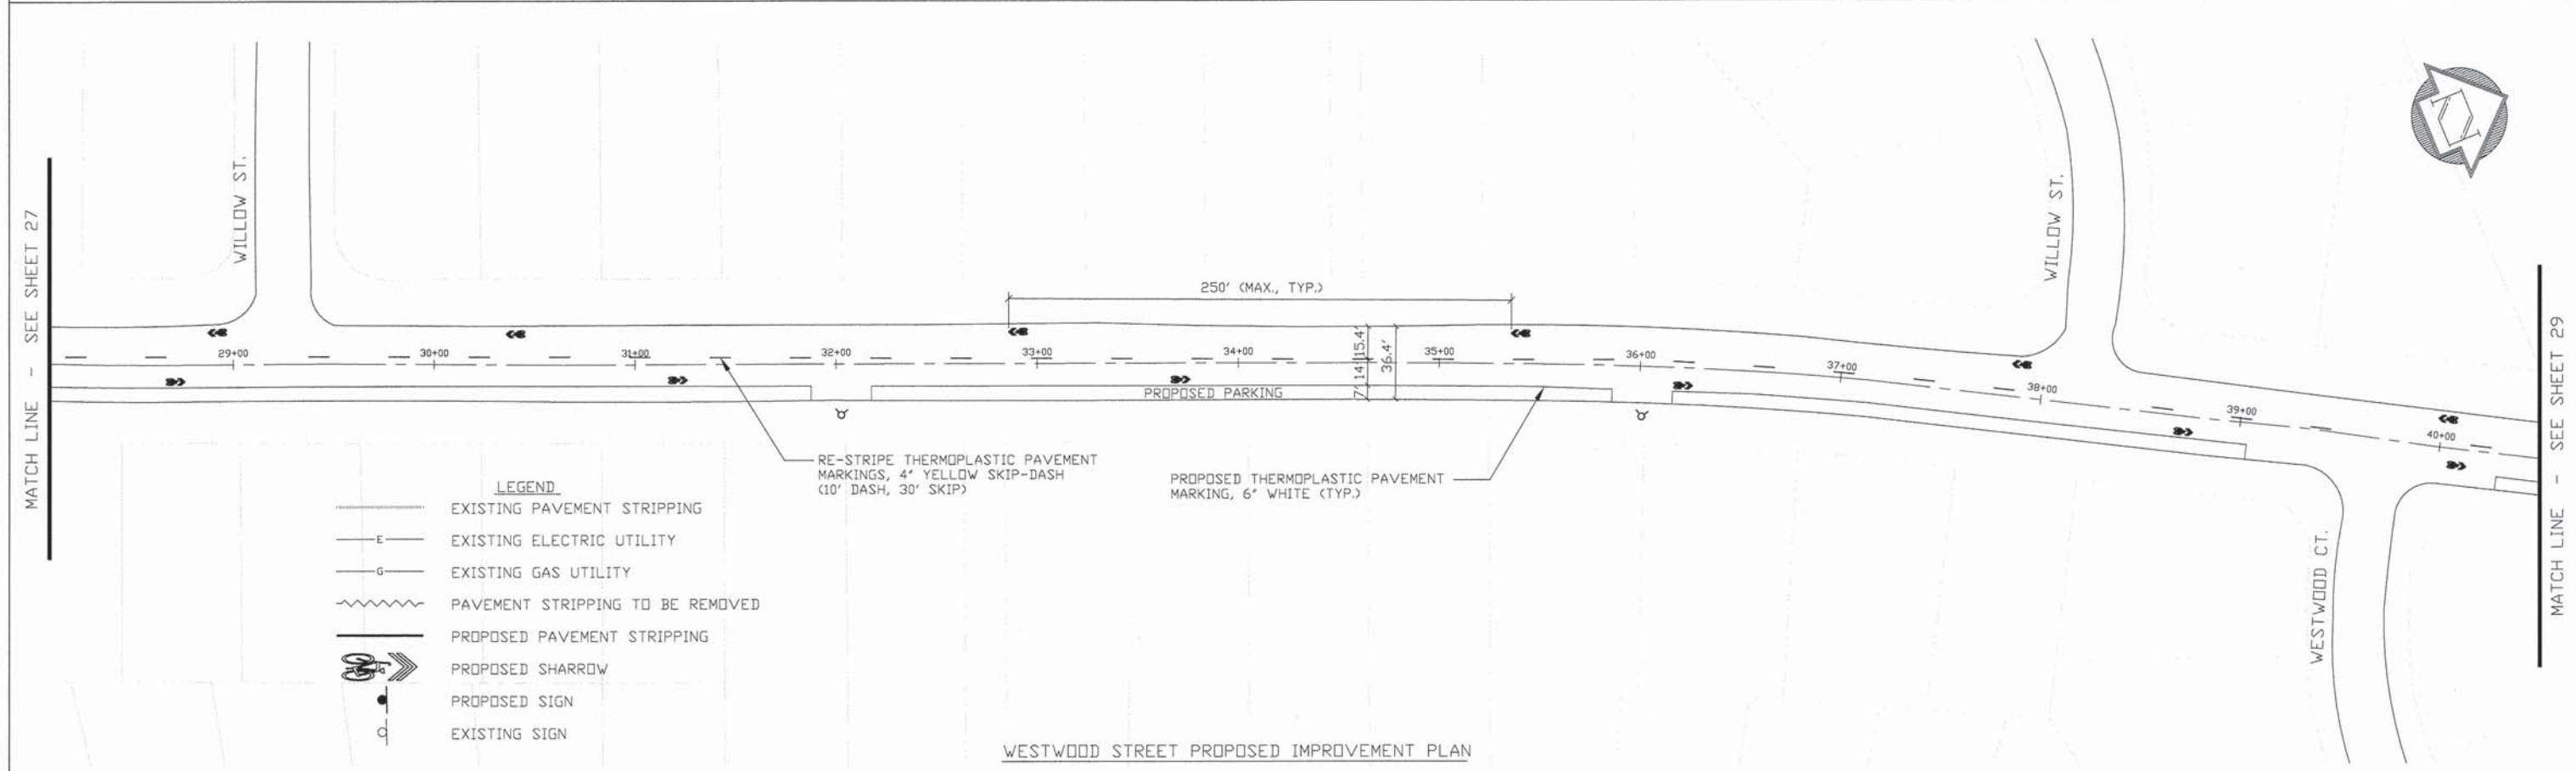 MATCH LINE - SEE SHEET 27
WILLOW ST.
29+00
30+00
31+00
32+00
33+00
34+00
35+00
36+00
37+00
38+00
39+00
40+00
250' (MAX., TYP.)
15.4'
14'
7'
36.4'
PROPOSED PARKING
WILLOW ST.
N
MATCH LINE - SEE SHEET 29
WESTWOOD CT.
RE-STRIPE THERMOPLASTIC PAVEMENT
MARKINGS, 4" YELLOW SKIP-DASH
(10' DASH, 30' SKIP)
PROPOSED THERMOPLASTIC PAVEMENT
MARKING, 6" WHITE (TYP.)
LEGEND
EXISTING PAVEMENT STRIPPING
E
EXISTING ELECTRIC UTILITY
G
EXISTING GAS UTILITY
PAVEMENT STRIPPING TO BE REMOVED
PROPOSED PAVEMENT STRIPPING
PROPOSED SHARROW
PROPOSED SIGN
EXISTING SIGN
WESTWOOD STREET PROPOSED IMPROVEMENT PLAN